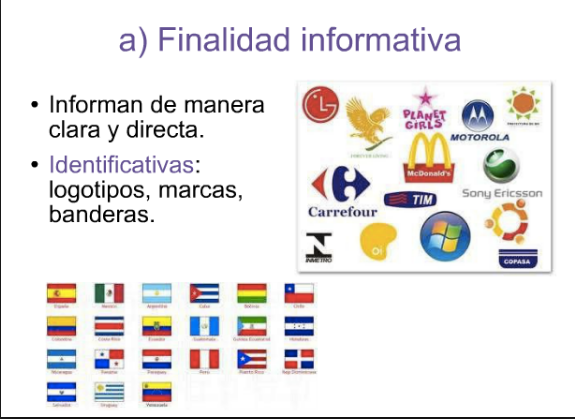 a) Finalidad informativa
• Informan de manera
clara y directa.
• Identificativas:
logotipos, marcas,
banderas.
LG
FOREVER LIVING
PLANET
GIRLS
MOTOROLA
McDonald's
Carrefour
TIM
Sony Ericsson
INMETRO
oi
COPASA
España
México
Argentina
Cuba
Bolivia
Chile
Colombia
Costa Rica
Ecuador
Guatemala
Guinea Ecuatorial
Honduras
Nicaragua
Panamá
Paraguay
Perú
Puerto Rico
Rep. Dominicana
Salvador
Uruguay
Venezuela